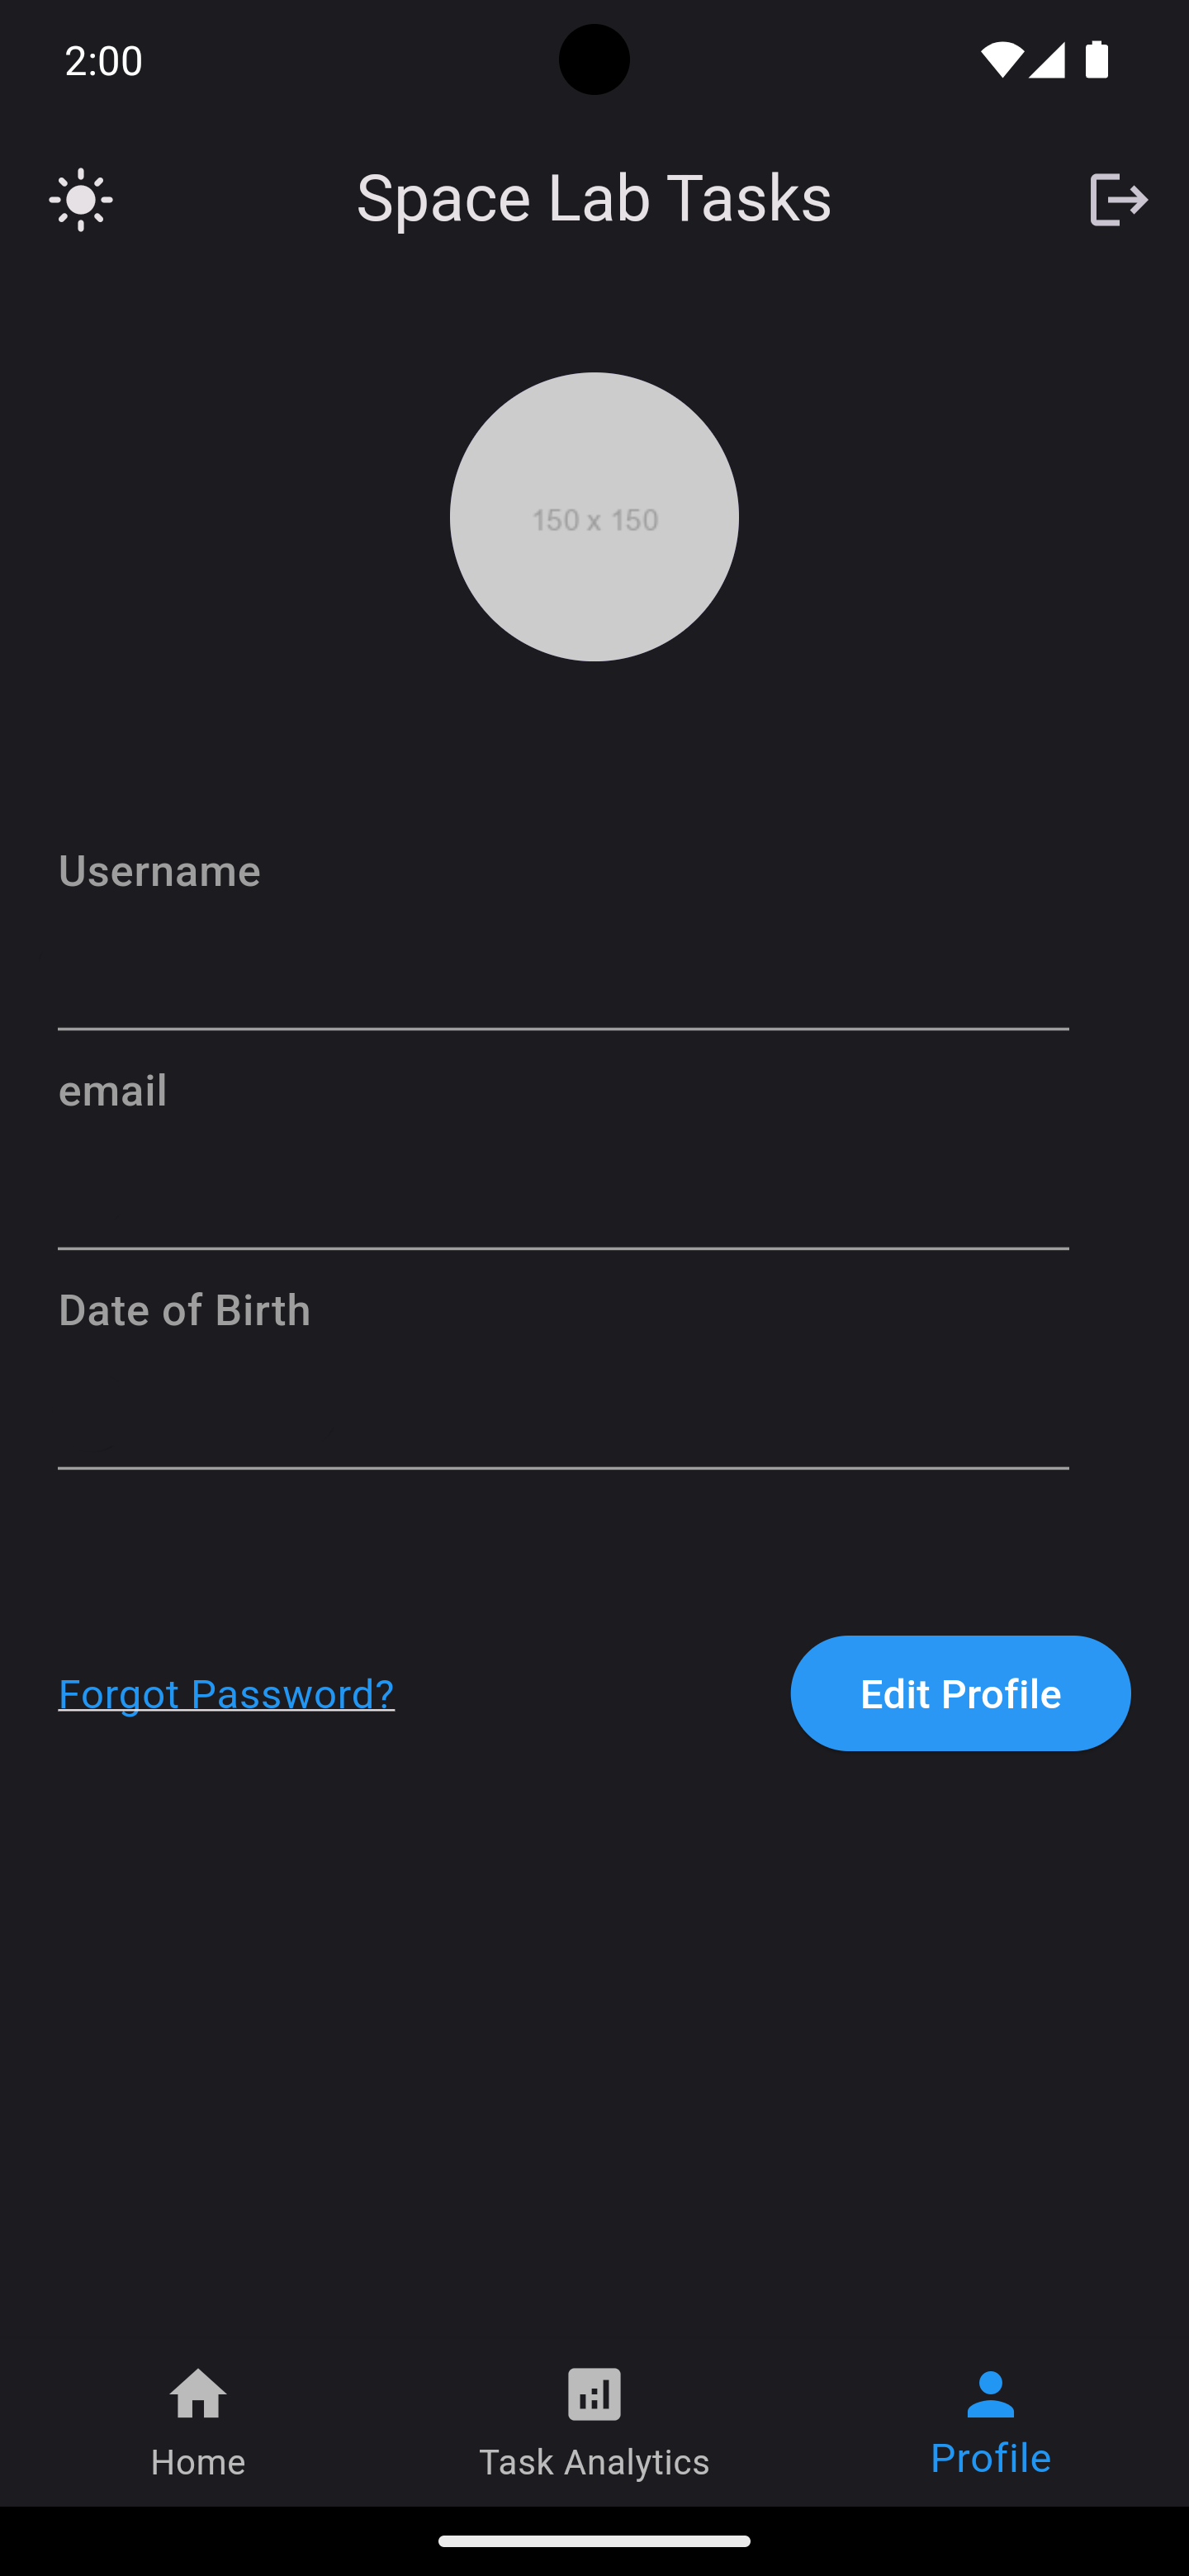 2:00
Space Lab Tasks
150 x 150
Username
email
Date of Birth
Forgot Password?
Edit Profile
Home
Task Analytics
Profile